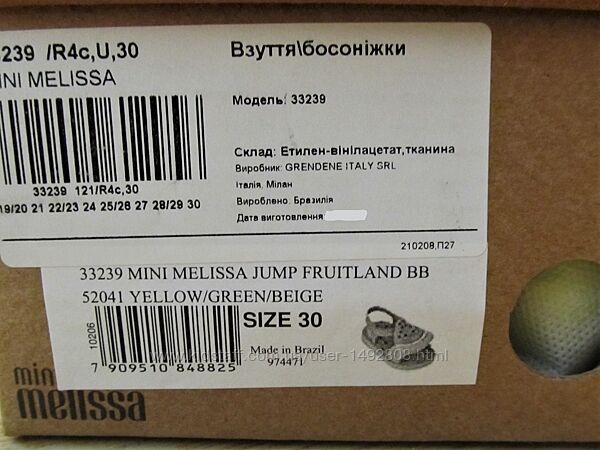 3239 /R4c,U,30
INI MELISSA
33239 121/R4c,30
19/20 21 22/23 24 25/26 27 28/29 30
Взуття\босоніжки
Модель: 33239
Склад: Етилен-вінілацетат,тканина
Виробник: GRENDENE ITALY SRL
Італія, Мілан
Вироблено: Бразилія
Дата виготовлення
210208,П27
33239 MINI MELISSA JUMP FRUITLAND BB
52041 YELLOW/GREEN/BEIGE
10206
SIZE 30
Made in Brazil
974471
7 909510 848825
mini
melissa